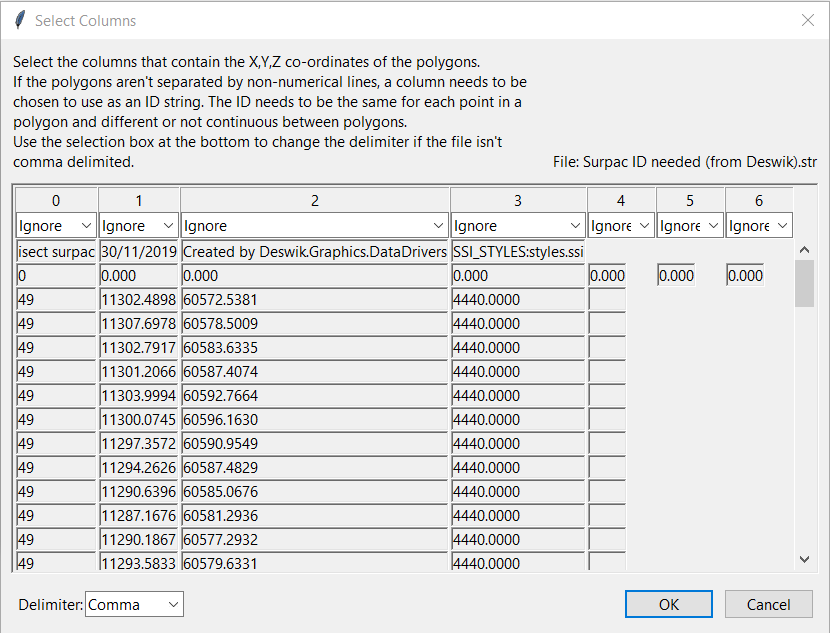 Select Columns
Select the columns that contain the X,Y,Z co-ordinates of the polygons.
If the polygons aren't separated by non-numerical lines, a column needs to be
chosen to use as an ID string. The ID needs to be the same for each point in a
polygon and different or not continuous between polygons.
Use the selection box at the bottom to change the delimiter if the file isn't
comma delimited.
File: Surpac ID needed (from Deswik).str
0 1 2 3 4 5 6
Ignore Ignore Ignore Ignore Ignore Ignore Ignore
isect surpac 30/11/2019 Created by Deswik.Graphics.DataDrivers SSI_STYLES:styles.ssi
0 0.000 0.000 0.000 0.000 0.000 0.000
49 11302.4898 60572.5381 4440.0000
49 11307.6978 60578.5009 4440.0000
49 11302.7917 60583.6335 4440.0000
49 11301.2066 60587.4074 4440.0000
49 11303.9994 60592.7664 4440.0000
49 11300.0745 60596.1630 4440.0000
49 11297.3572 60590.9549 4440.0000
49 11294.2626 60587.4829 4440.0000
49 11290.6396 60585.0676 4440.0000
49 11287.1676 60581.2936 4440.0000
49 11290.1867 60577.2932 4440.0000
49 11293.5833 60579.6331 4440.0000
Delimiter: Comma
OK Cancel